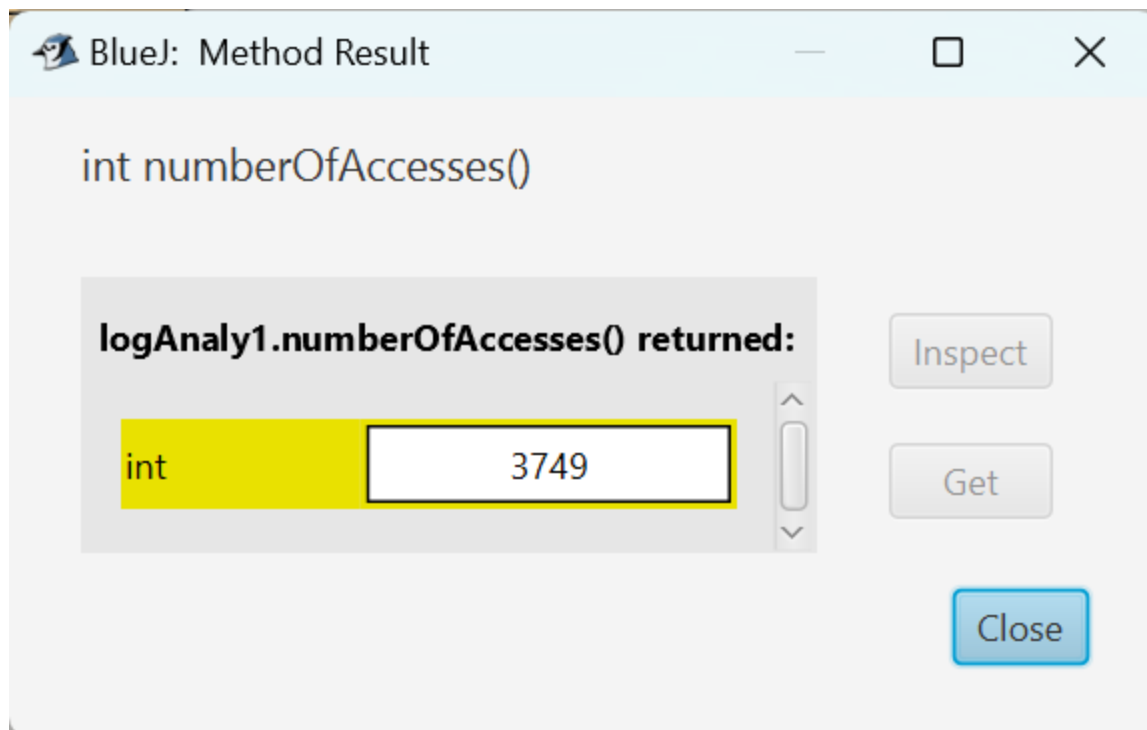 BlueJ: Method Result
int numberOfAccesses()
logAnaly1.numberOfAccesses() returned:
Inspect
int 3749
Get
Close